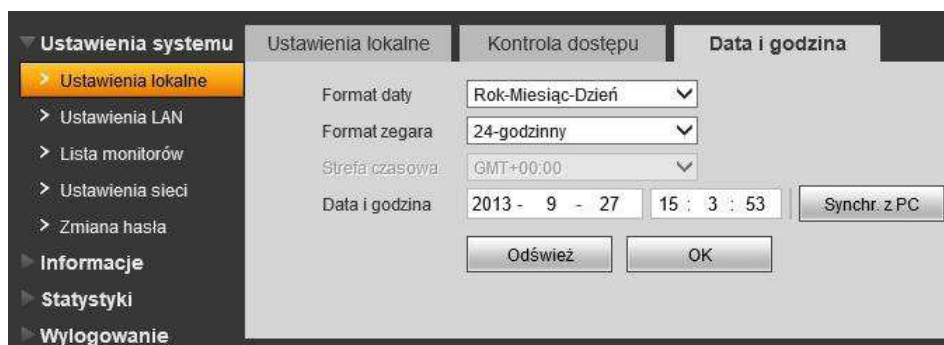 Ustawienia systemu
Ustawienia lokalne
Ustawienia LAN
Lista monitorów
Ustawienia sieci
Zmiana hasła
Informacje
Statystyki
Wylogowanie
Ustawienia lokalne Kontrola dostępu Data i godzina
Format daty Rok-Miesiąc-Dzień
Format zegara 24-godzinny
Strefa czasowa GMT+00:00
Data i godzina 2013 - 9 - 27 15 : 3 : 53 Synchr. z PC
Odśwież OK